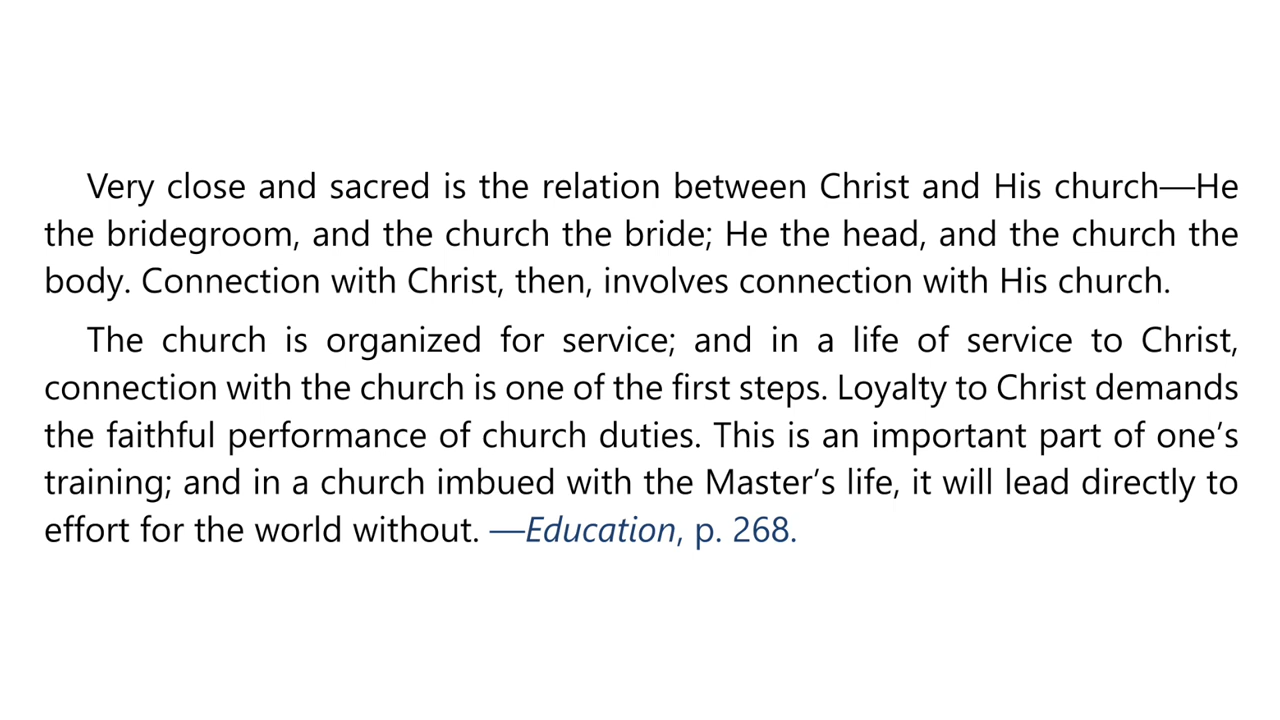 Very close and sacred is the relation between Christ and His church—He
the bridegroom, and the church the bride; He the head, and the church the
body. Connection with Christ, then, involves connection with His church.
The church is organized for service; and in a life of service to Christ,
connection with the church is one of the first steps. Loyalty to Christ demands
the faithful performance of church duties. This is an important part of one’s
training; and in a church imbued with the Master’s life, it will lead directly to
effort for the world without. —Education, p. 268.